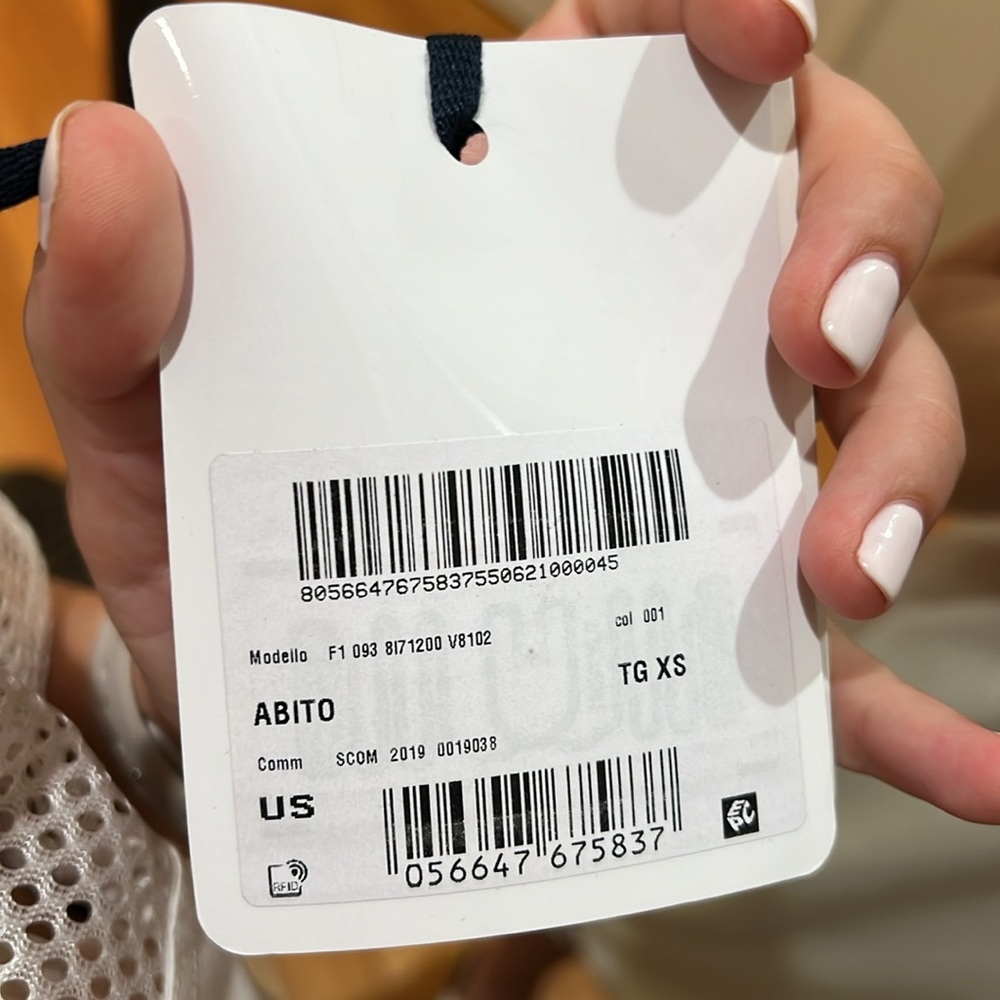 8056647675837550621000045
Modello F1 093 8I71200 V8102 col 001
ABITO TG XS
Comm SCOM 2019 0019038
US
056647 675837
RFID
EPC